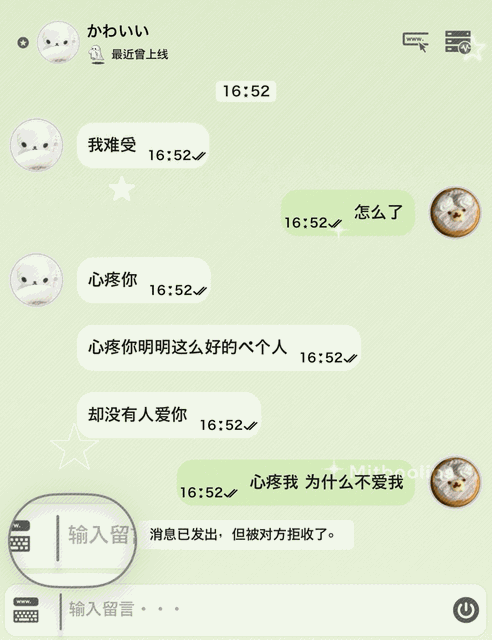 かわいい
最近曾上线
www.
16:52
我难受 16:52
16:52 怎么了
心疼你 16:52
心疼你明明这么好的ペ个人 16:52
却没有人爱你 16:52
16:52 心疼我 为什么不爱我
w.
输入留言
消息已发出，但被对方拒收了。
www.
输入留言・・・